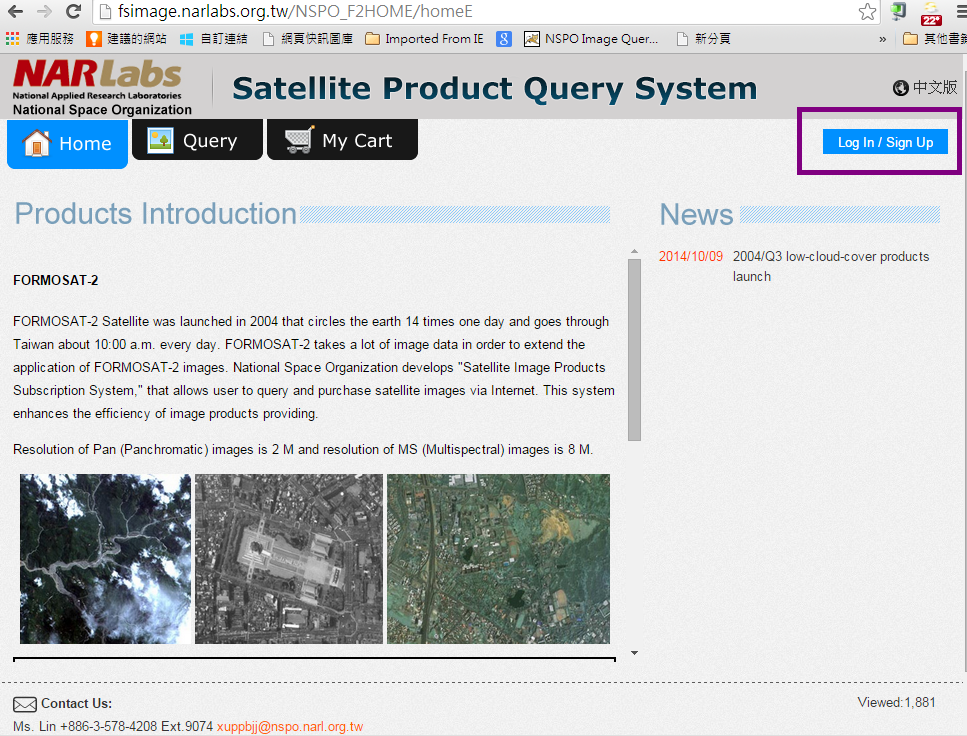 fsimage.narlabs.org.tw/NSPO_F2HOME/homeE
22°
應用服務 建議的網站 自訂連結 網頁快訊圖庫 Imported From IE 8 NSPO Image Quer... 新分頁 » 其他書籤
NARLabs
National Applied Research Laboratories
National Space Organization
Satellite Product Query System
中文版
Home Query My Cart
Log In / Sign Up
Products Introduction
News
2014/10/09 2004/Q3 low-cloud-cover products
launch
FORMOSAT-2
FORMOSAT-2 Satellite was launched in 2004 that circles the earth 14 times one day and goes through
Taiwan about 10:00 a.m. every day. FORMOSAT-2 takes a lot of image data in order to extend the
application of FORMOSAT-2 images. National Space Organization develops "Satellite Image Products
Subscription System," that allows user to query and purchase satellite images via Internet. This system
enhances the efficiency of image products providing.
Resolution of Pan (Panchromatic) images is 2 M and resolution of MS (Multispectral) images is 8 M.
Contact Us:
Viewed:1,881
Ms. Lin +886-3-578-4208 Ext.9074 xuppbjj@nspo.narl.org.tw